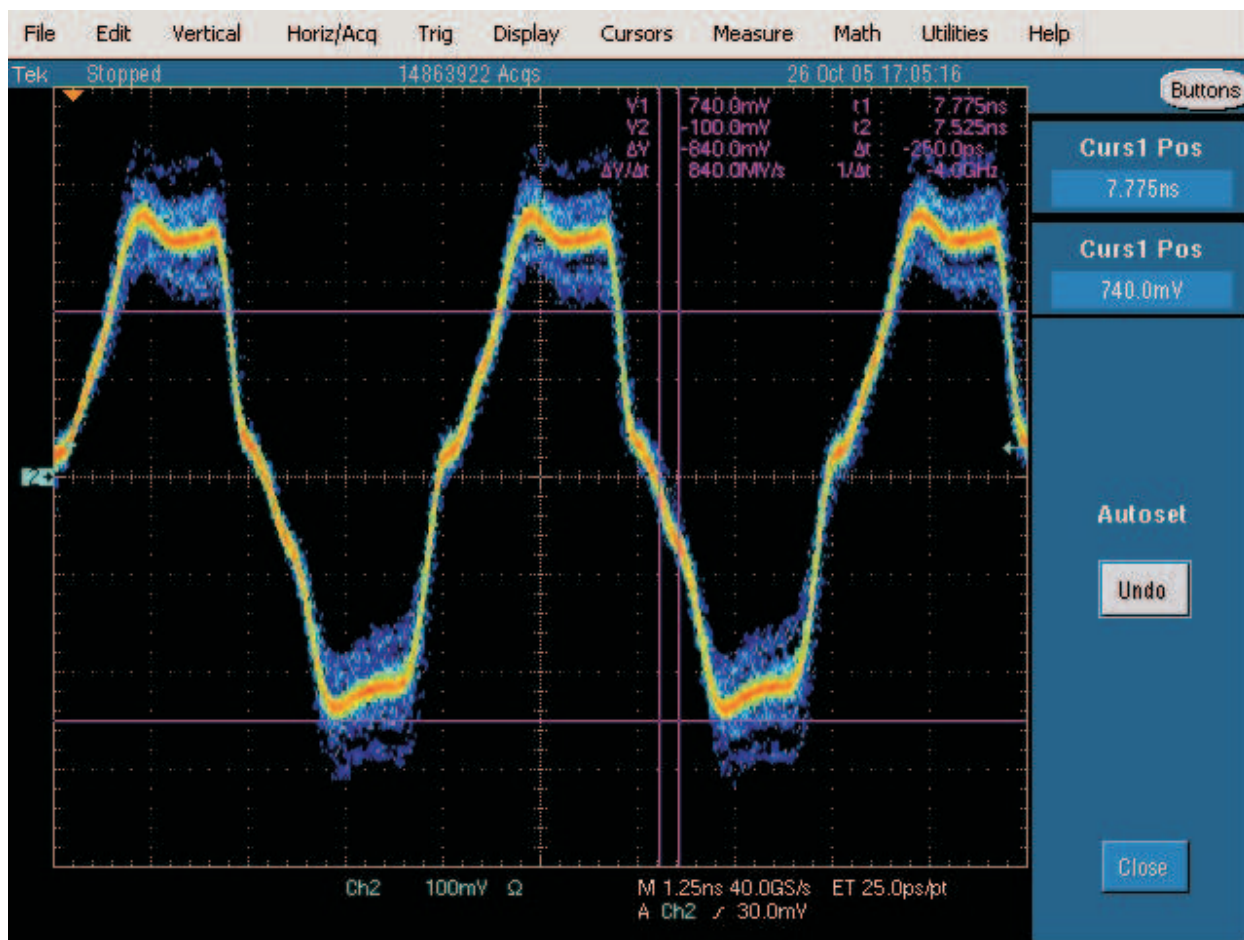 File Edit Vertical Horiz/Acq Trig Display Cursors Measure Math Utilities Help
Tek Stopped 14863922 Acqs 26 Oct 05 17:05:16
Buttons
V1 740.0mV t1 : 7.775ns
V2 -100.0mV t2 : 7.525ns
ΔV -840.0mV Δt : -250.0ps
ΔV/Δt 840.0MV/s 1/Δt : -4.0GHz
Curs1 Pos
7.775ns
Curs1 Pos
740.0mV
2
Autoset
Undo
Close
Ch2 100mV Ω M 1.25ns 40.0GS/s ET 25.0ps/pt
A Ch2 30.0mV